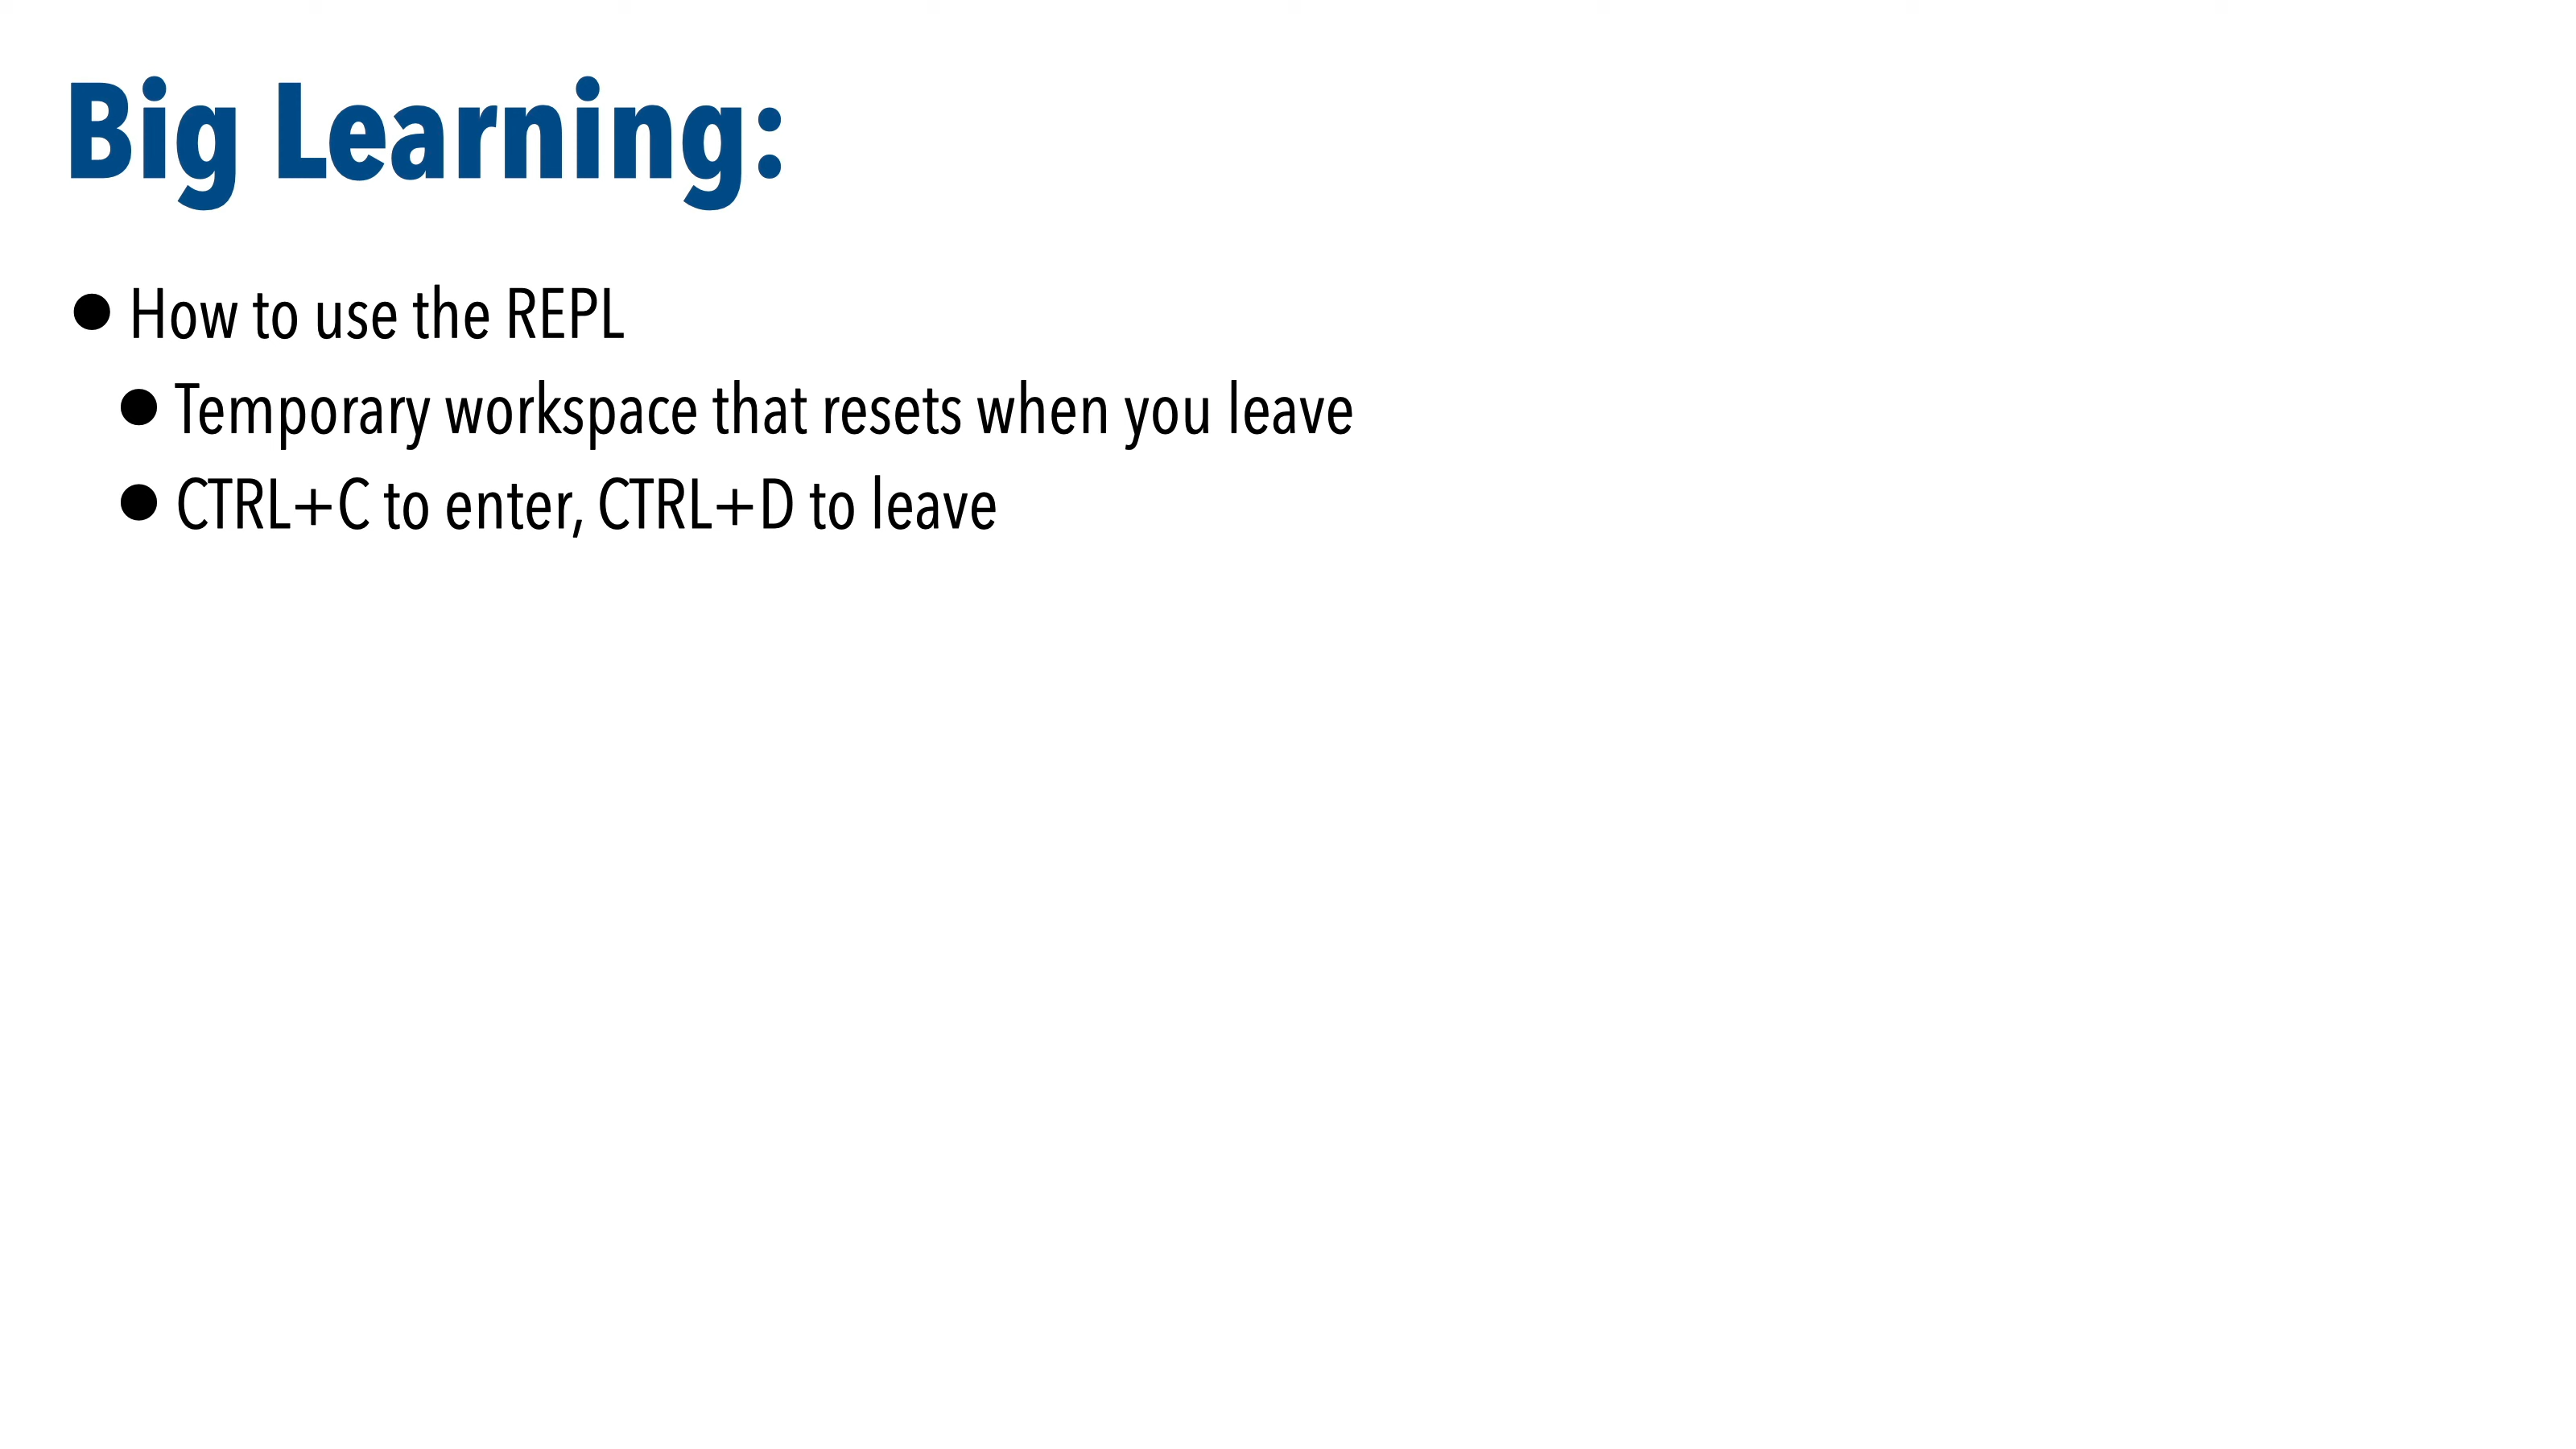 Big Learning:
● How to use the REPL
● Temporary workspace that resets when you leave
● CTRL+C to enter, CTRL+D to leave